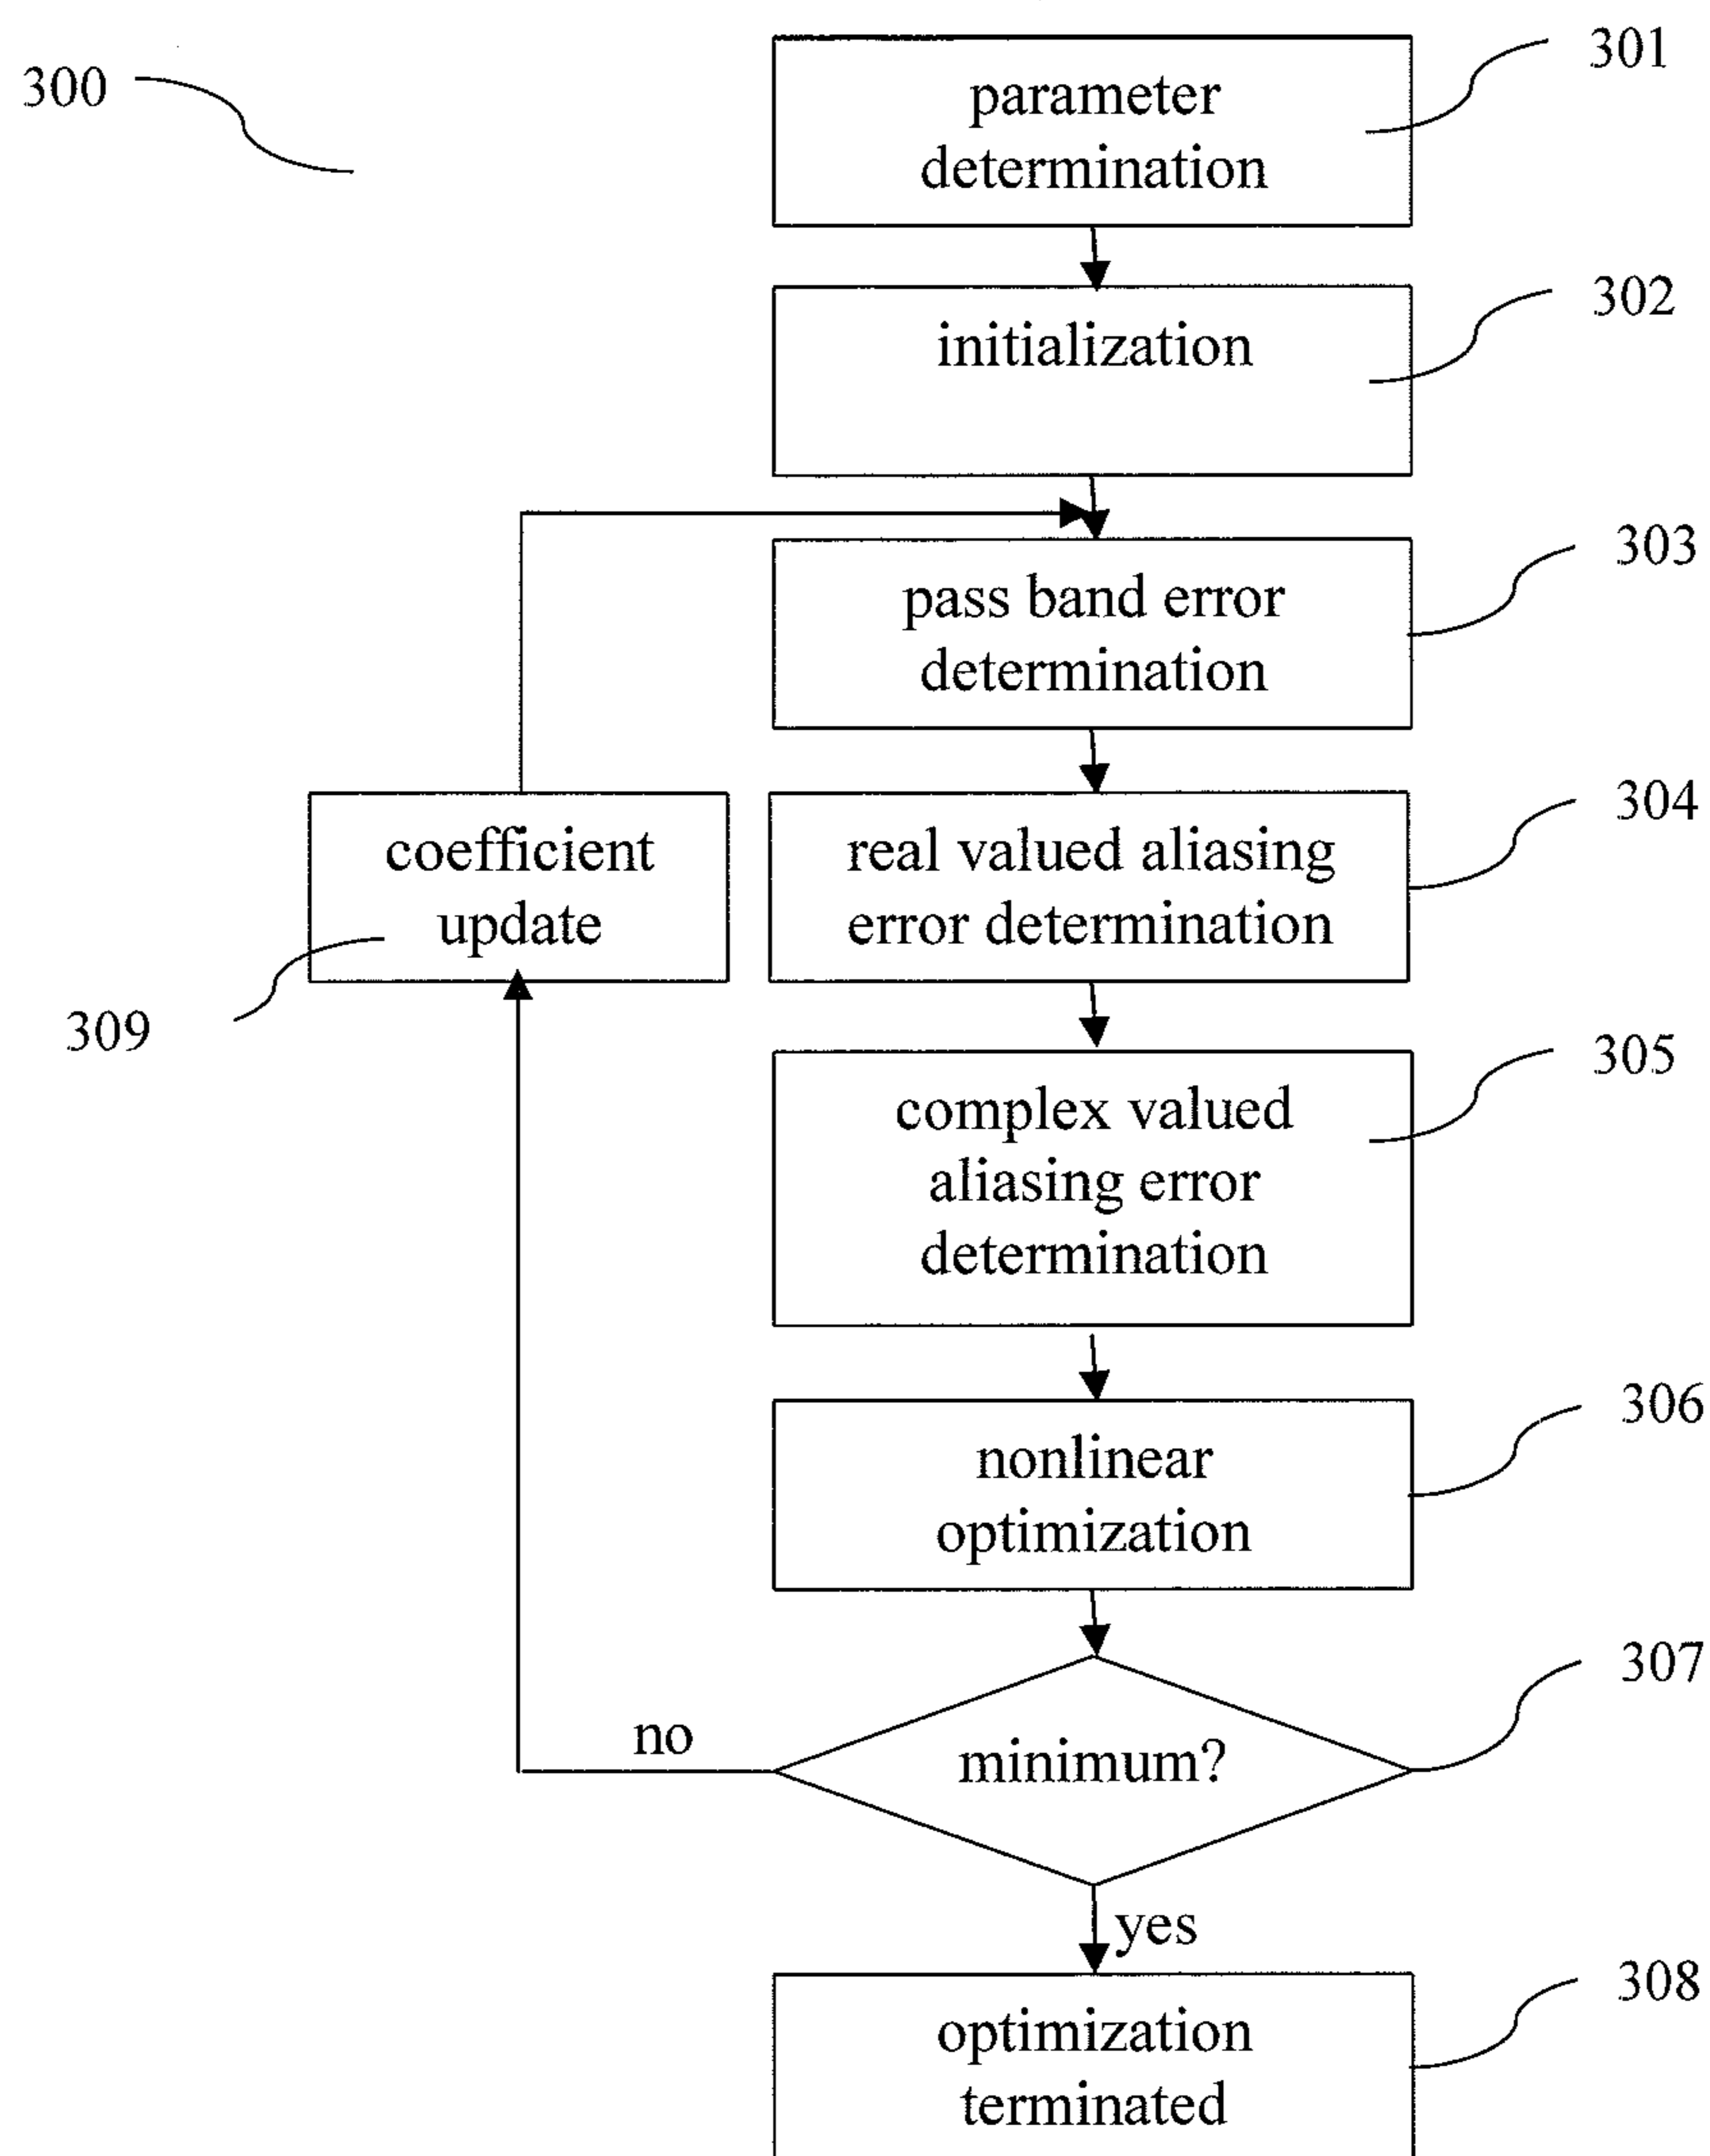 301
300
parameter
determination
302
initialization
303
pass band error
determination
304
coefficient
update
real valued aliasing
error determination
309
305
complex valued
aliasing error
determination
306
nonlinear
optimization
307
no
minimum?
yes
308
optimization
terminated